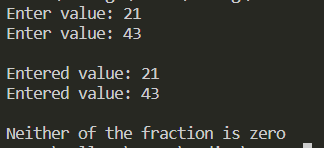 Enter value: 21
Enter value: 43
Entered value: 21
Entered value: 43
Neither of the fraction is zero